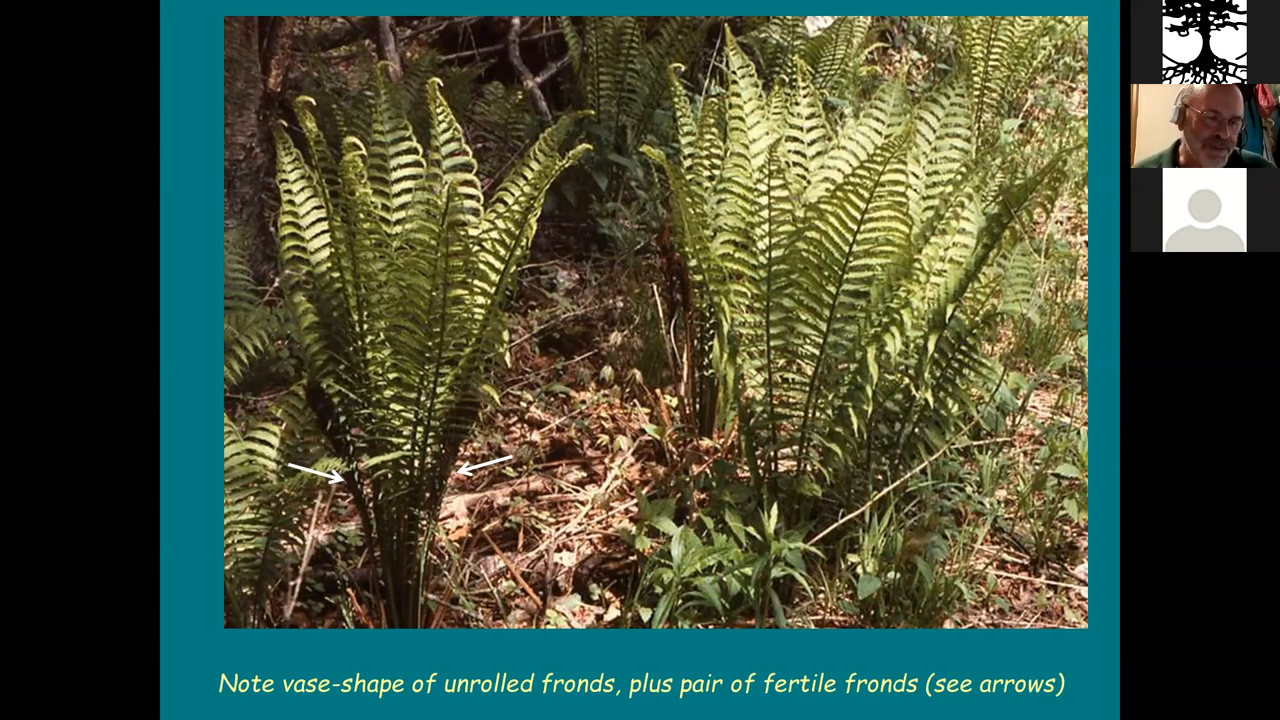 Note vase-shape of unrolled fronds, plus pair of fertile fronds (see arrows)